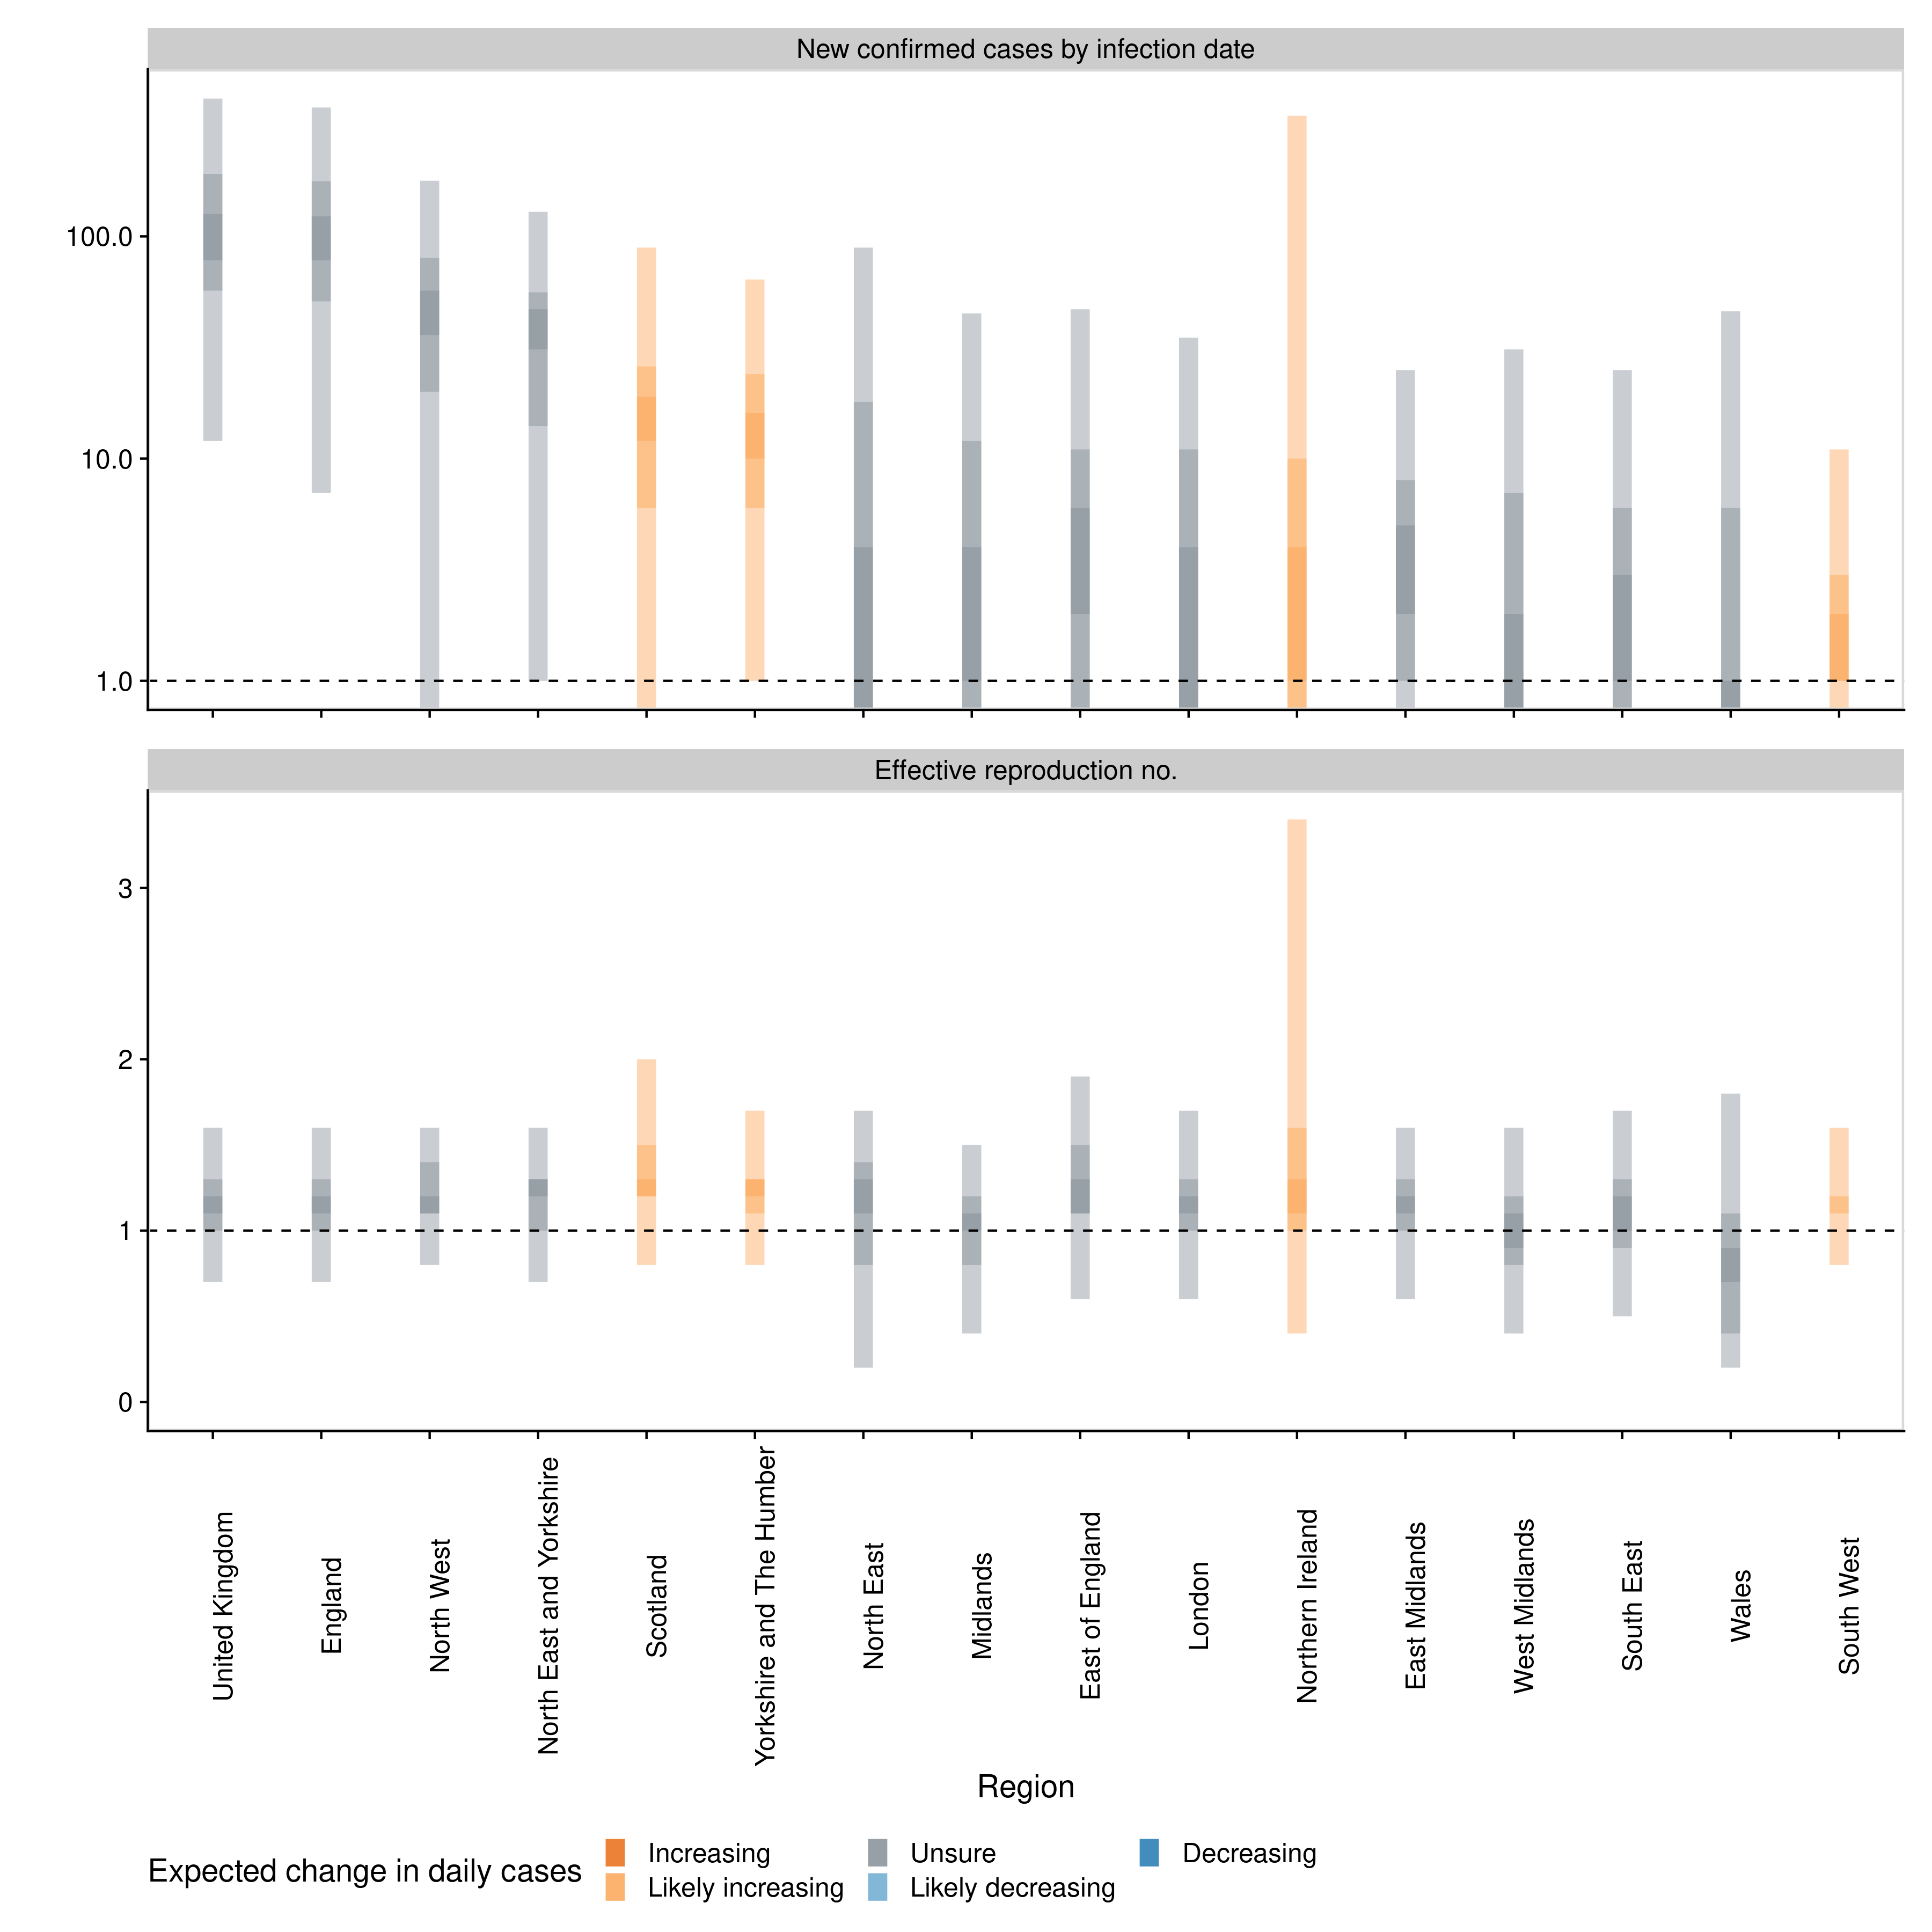 New confirmed cases by infection date
100.0
10.0
1.0
Effective reproduction no.
3
2
1
0
United Kingdom
England
North West
North East and Yorkshire
Scotland
Yorkshire and The Humber
North East
Midlands
East of England
London
Northern Ireland
East Midlands
West Midlands
South East
Wales
South West
Region
Expected change in daily cases
Increasing
Likely increasing
Unsure
Likely decreasing
Decreasing